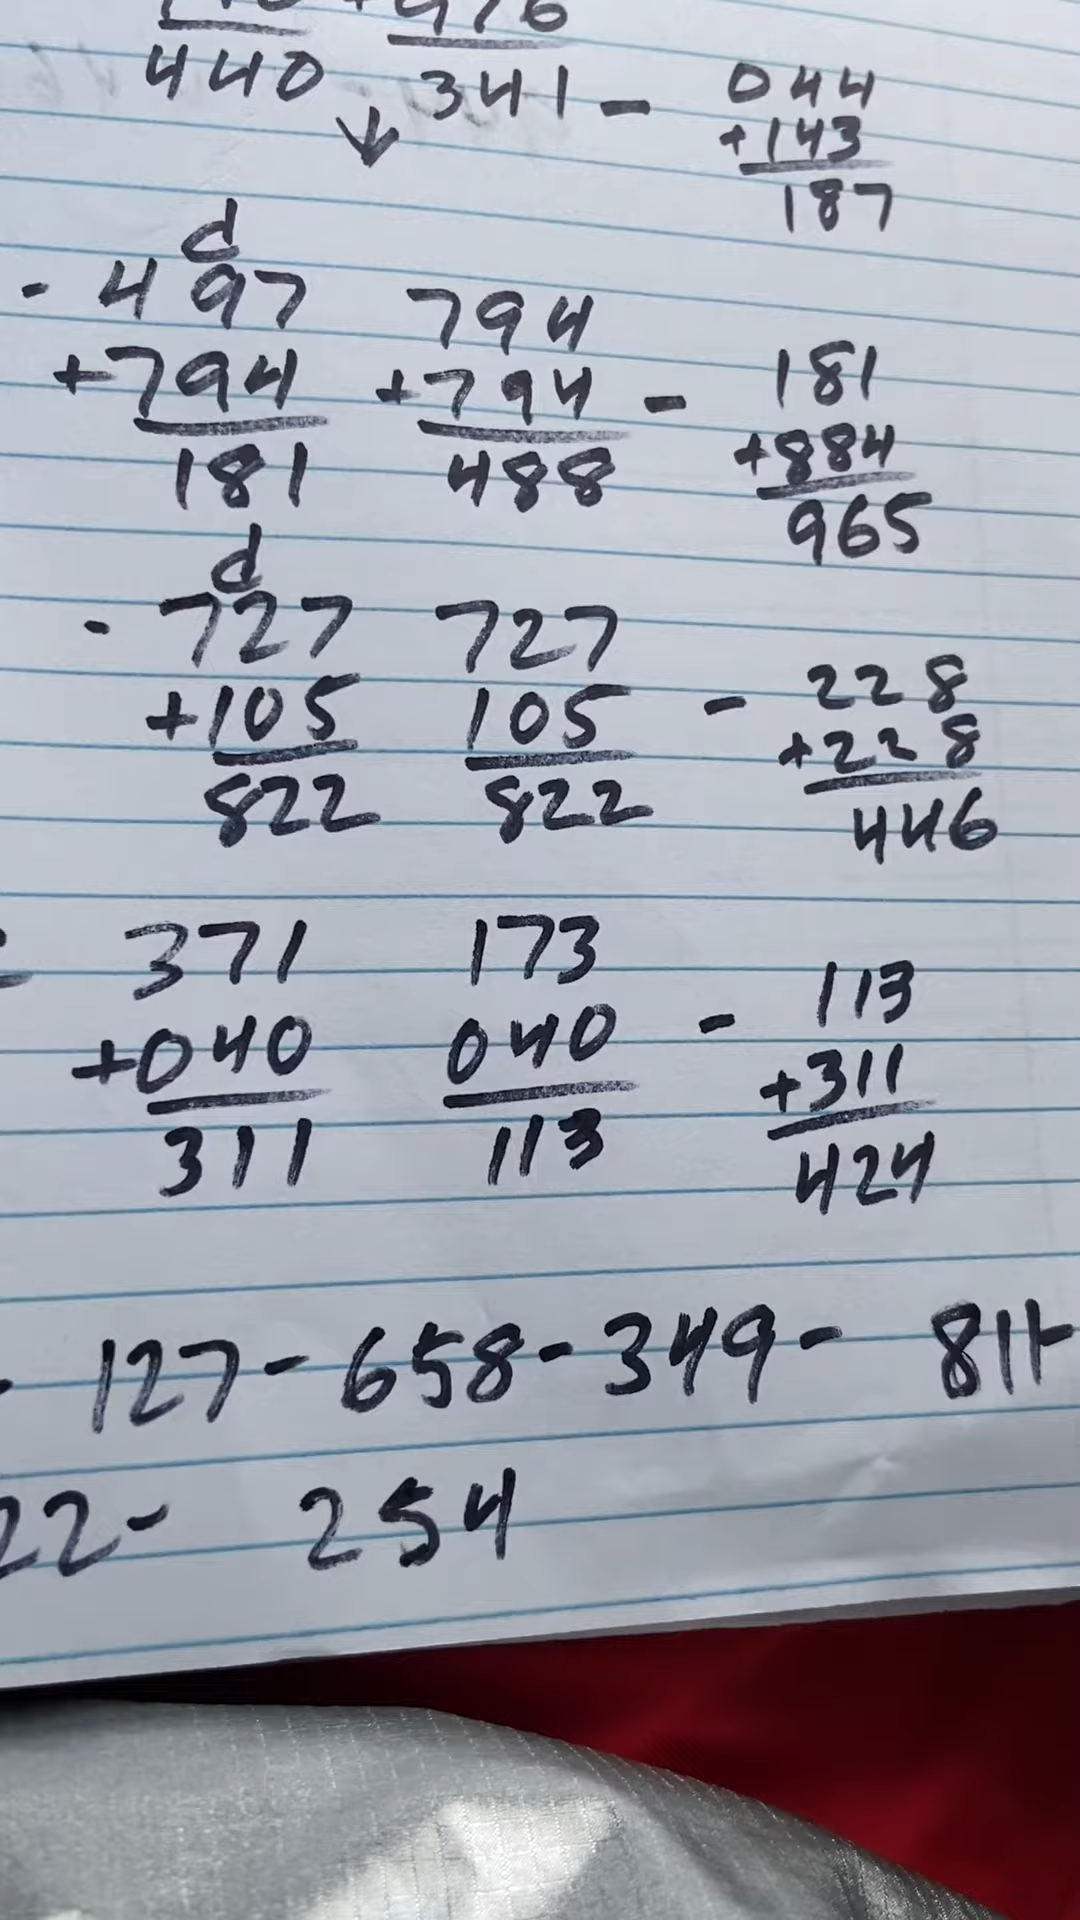 440 341 - 044
+143
187
↓
d
- 497 794
+794 +794 - 181
181 488 +884
965
d
- 727 727
+105 105 - 228
822 822 +228
446
371 173
+040 040 - 113
311 113 +311
424
- 127 - 658 - 349 - 811-
22- 254